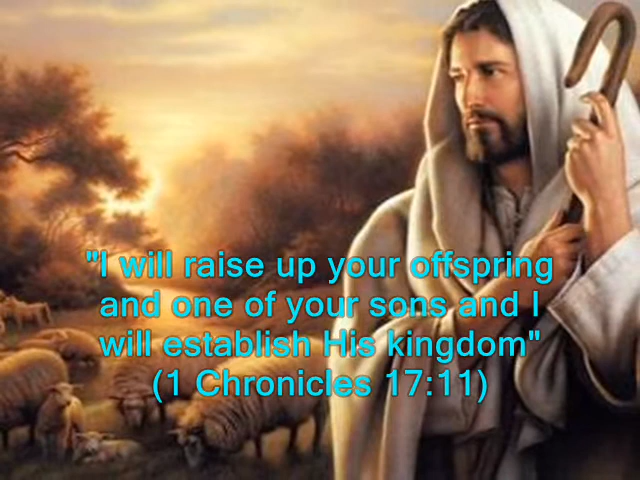 "I will raise up your offspring
and one of your sons and I
will establish His kingdom"
(1 Chronicles 17:11)